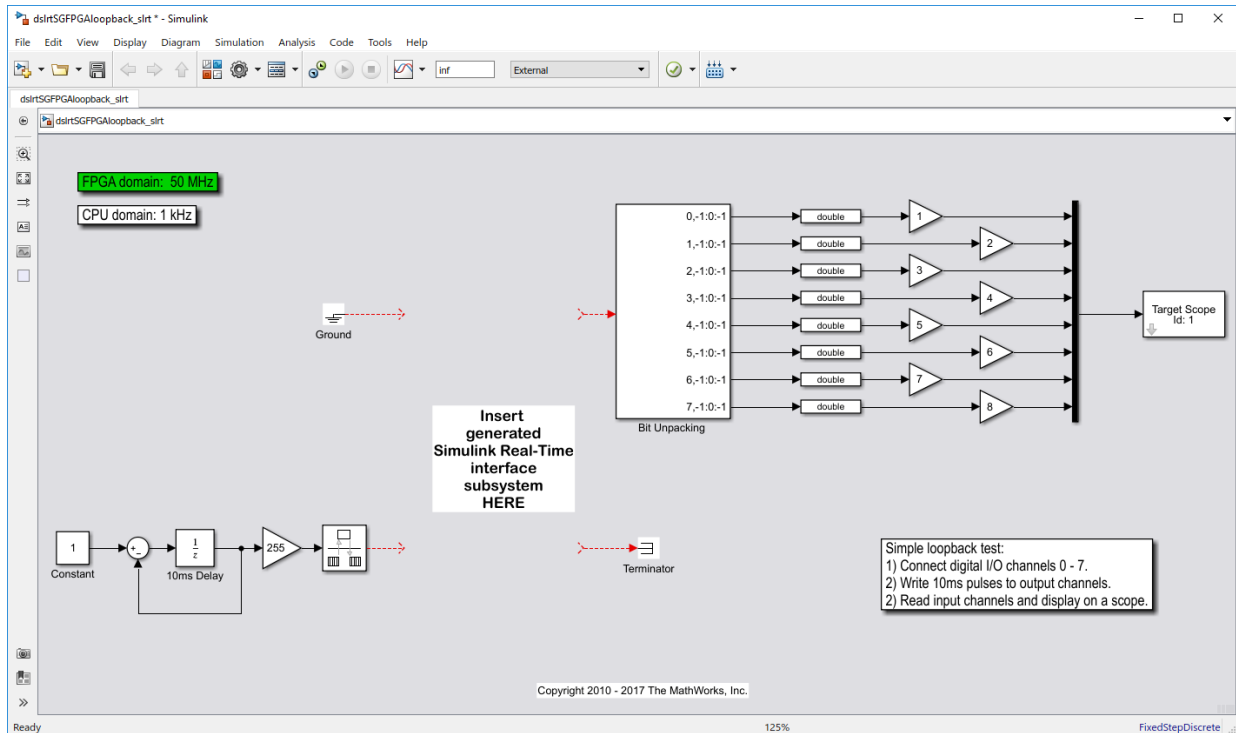 dslrtSGFPGAloopback_slrt * - Simulink
File Edit View Display Diagram Simulation Analysis Code Tools Help
inf External
dslrtSGFPGAloopback_slrt
dslrtSGFPGAloopback_slrt
FPGA domain: 50 MHz
CPU domain: 1 kHz
0,-1:0:-1 double 1
1,-1:0:-1 double 2
2,-1:0:-1 double 3
3,-1:0:-1 double 4
4,-1:0:-1 double 5
5,-1:0:-1 double 6
6,-1:0:-1 double 7
7,-1:0:-1 double 8
Bit Unpacking
Target Scope
Id: 1
Ground
Insert
generated
Simulink Real-Time
interface
subsystem
HERE
1
Constant
+
-
1
z
10ms Delay
255
Terminator
Simple loopback test:
1) Connect digital I/O channels 0 - 7.
2) Write 10ms pulses to output channels.
2) Read input channels and display on a scope.
Copyright 2010 - 2017 The MathWorks, Inc.
Ready 125% FixedStepDiscrete